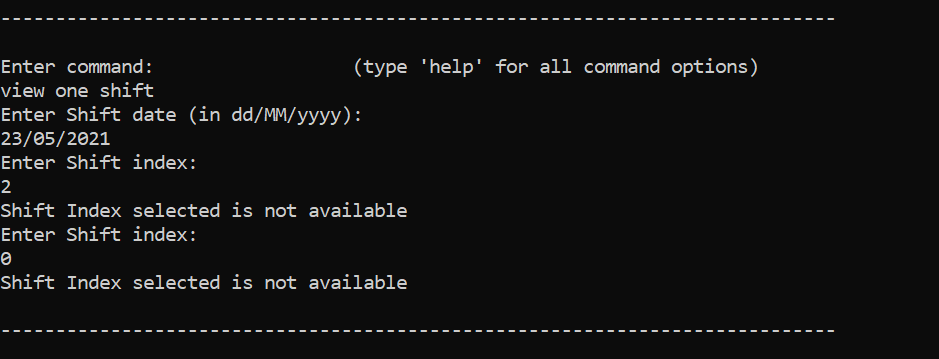 ----------------------------------------------------------------------------
Enter command:                  (type 'help' for all command options)
view one shift
Enter Shift date (in dd/MM/yyyy):
23/05/2021
Enter Shift index:
2
Shift Index selected is not available
Enter Shift index:
0
Shift Index selected is not available
----------------------------------------------------------------------------